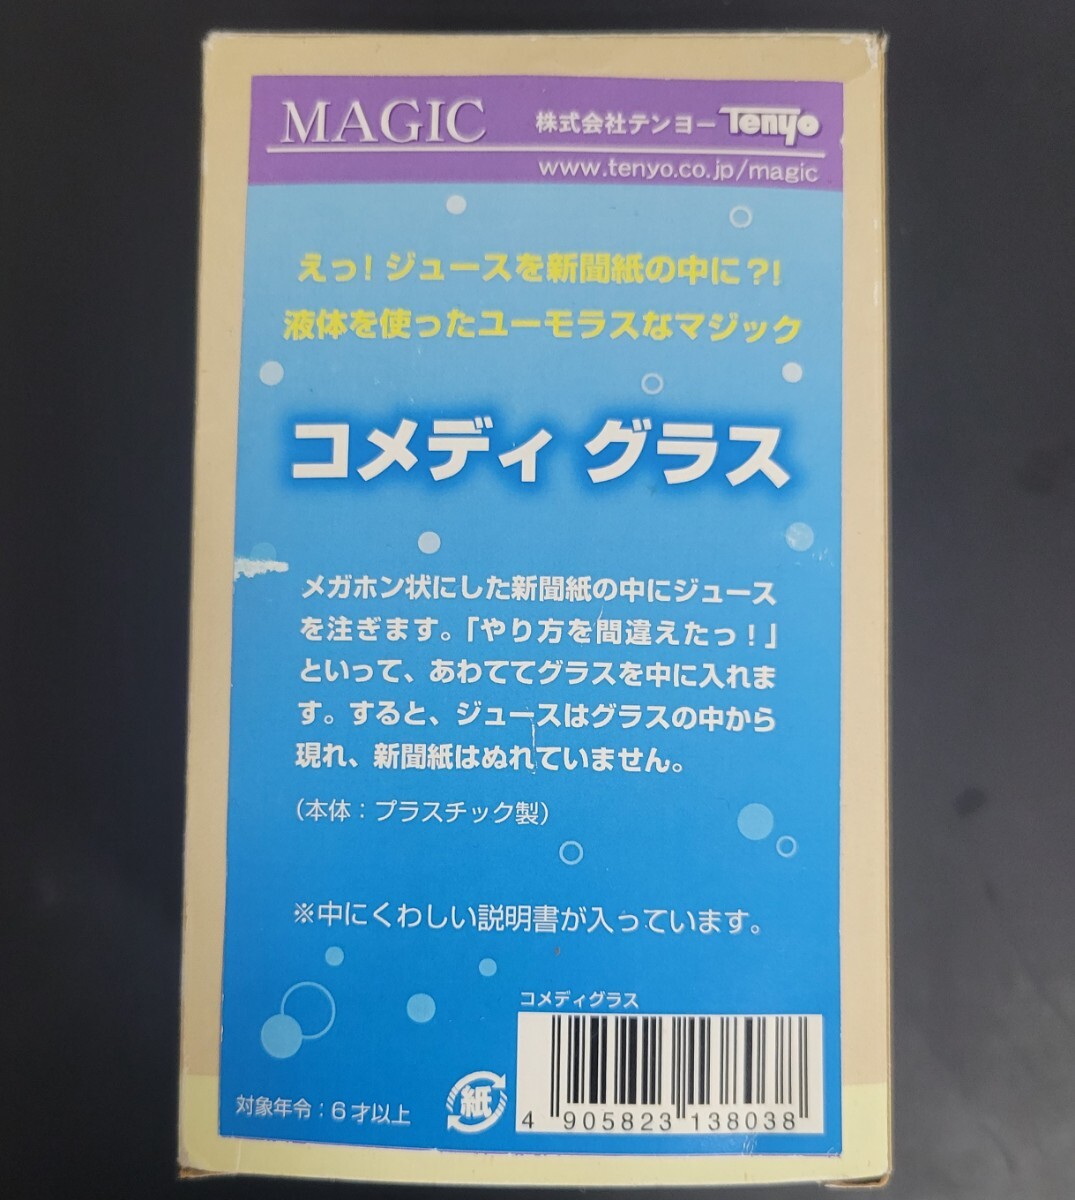 MAGIC 株式会社テンヨー Tenyo
www.tenyo.co.jp/magic
えっ！ジュースを新聞紙の中に？！
液体を使ったユーモラスなマジック
コメディ グラス
メガホン状にした新聞紙の中にジュース
を注ぎます。「やり方を間違えたっ！」
といって、あわててグラスを中に入れま
す。すると、ジュースはグラスの中から
現れ、新聞紙はぬれていません。
（本体：プラスチック製）
※中にくわしい説明書が入っています。
コメディグラス
対象年令：6才以上
紙
4 905823 138038